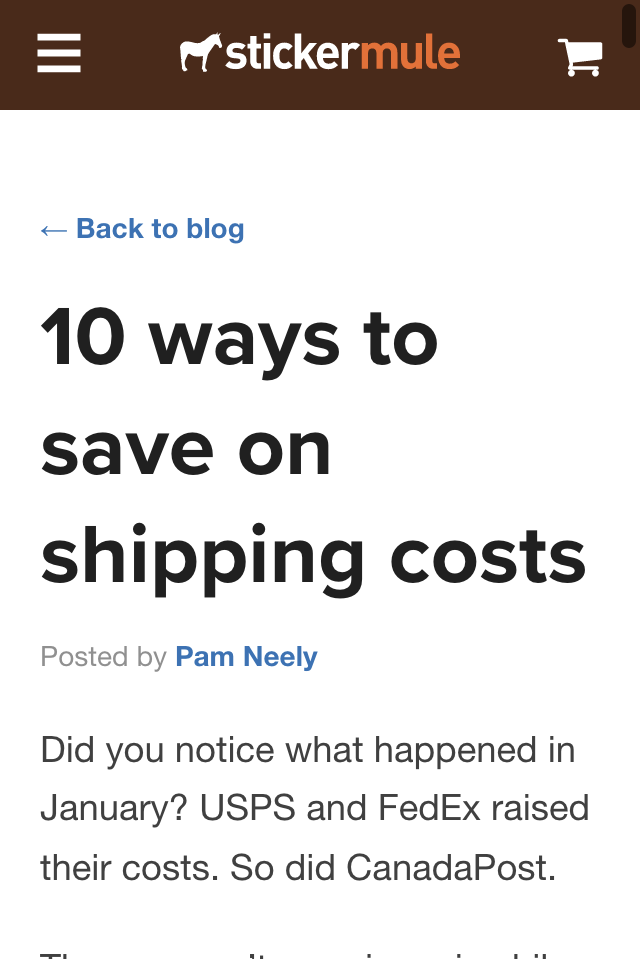 stickermule
← Back to blog
10 ways to
save on
shipping costs
Posted by Pam Neely
Did you notice what happened in
January? USPS and FedEx raised
their costs. So did CanadaPost.